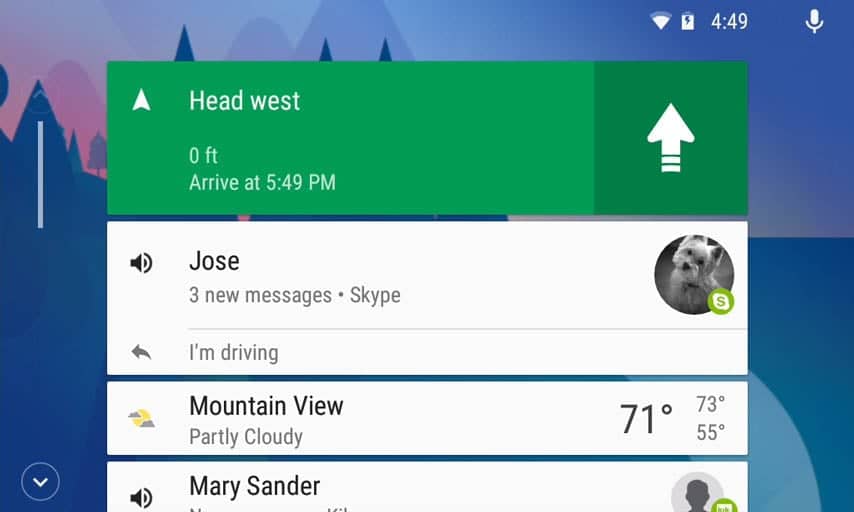 4:49
Head west
0 ft
Arrive at 5:49 PM
Jose
3 new messages • Skype
I'm driving
Mountain View
Partly Cloudy
71°
73°
55°
Mary Sander